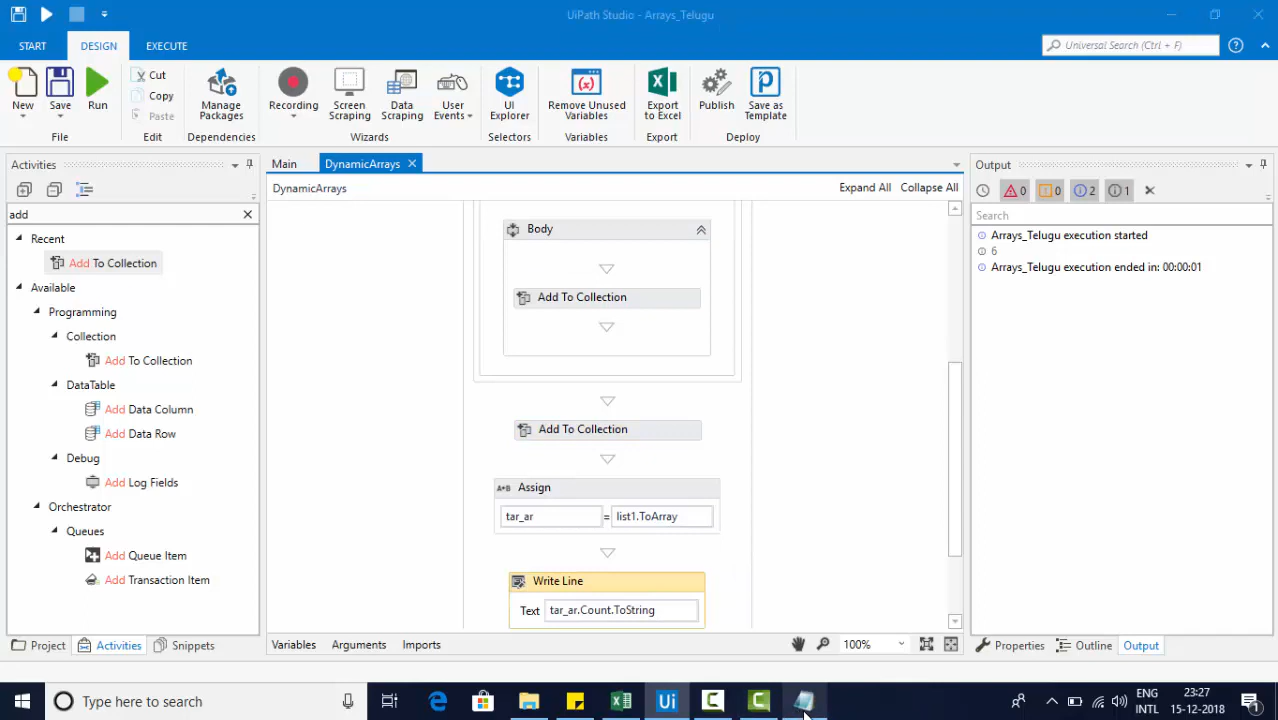 UiPath Studio - Arrays_Telugu
START DESIGN EXECUTE
Universal Search (Ctrl + F)
New Save Run
Cut
Copy
Paste
Manage Packages
Recording
Screen Scraping
Data Scraping
User Events
UI Explorer
Remove Unused Variables
Export to Excel
Publish
Save as Template
File Edit Dependencies Wizards Selectors Variables Export Deploy
Activities
Main DynamicArrays
Output
DynamicArrays Expand All Collapse All
0 0 2 1
add
Search
Recent
Add To Collection
Available
Programming
Collection
Add To Collection
DataTable
Add Data Column
Add Data Row
Debug
Add Log Fields
Orchestrator
Queues
Add Queue Item
Add Transaction Item
Body
Add To Collection
Add To Collection
A+B Assign
tar_ar = list1.ToArray
Write Line
Text tar_ar.Count.ToString
Arrays_Telugu execution started
6
Arrays_Telugu execution ended in: 00:00:01
Project Activities Snippets
Variables Arguments Imports 100%
Properties Outline Output
Type here to search
Ui
ENG
INTL
23:27
15-12-2018
1